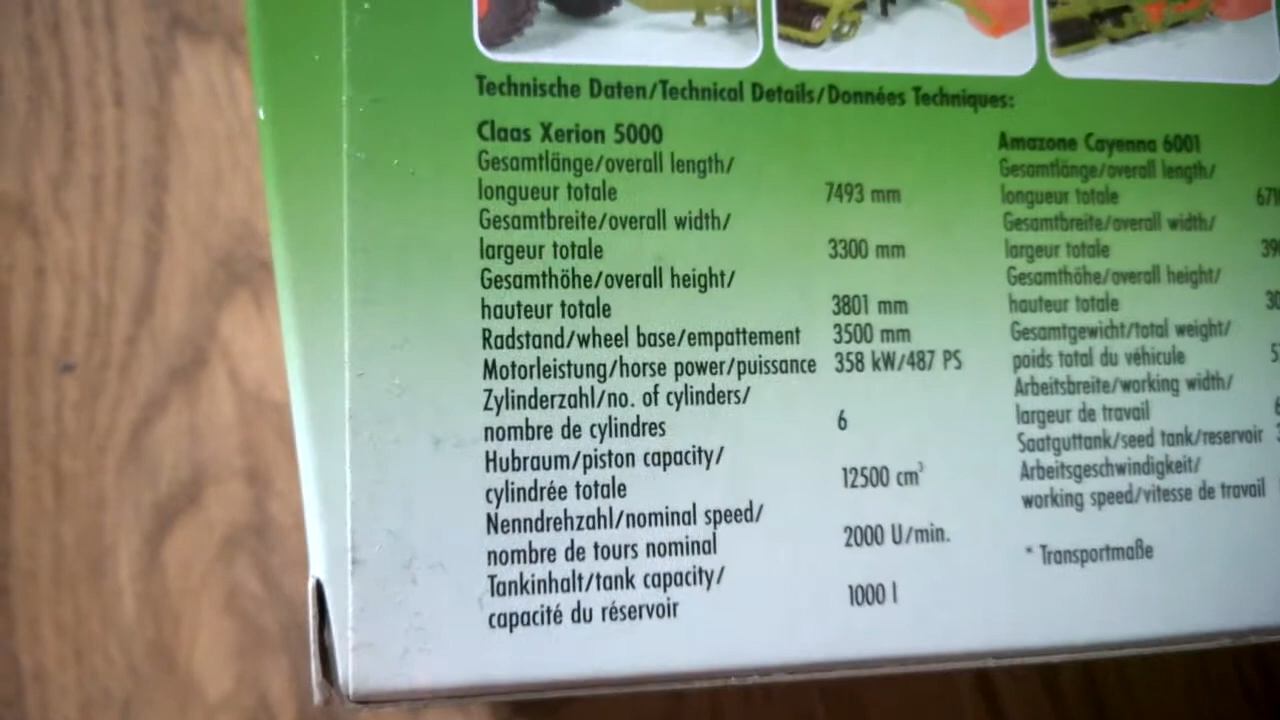 Technische Daten/Technical Details/Données Techniques:
Claas Xerion 5000
Gesamtlänge/overall length/
longueur totale 7493 mm
Gesamtbreite/overall width/
largeur totale 3300 mm
Gesamthöhe/overall height/
hauteur totale 3801 mm
Radstand/wheel base/empattement 3500 mm
Motorleistung/horse power/puissance 358 kW/487 PS
Zylinderzahl/no. of cylinders/
nombre de cylindres 6
Hubraum/piston capacity/
cylindrée totale 12500 cm³
Nenndrehzahl/nominal speed/
nombre de tours nominal 2000 U/min.
Tankinhalt/tank capacity/
capacité du réservoir 1000 l
Amazone Cayenna 6001
Gesamtlänge/overall length/
longueur totale
Gesamtbreite/overall width/
largeur totale
Gesamthöhe/overall height/
hauteur totale
Gesamtgewicht/total weight/
poids total du véhicule
Arbeitsbreite/working width/
largeur de travail
Saatguttank/seed tank/reservoir
Arbeitsgeschwindigkeit/
working speed/vitesse de travail
* Transportmaße